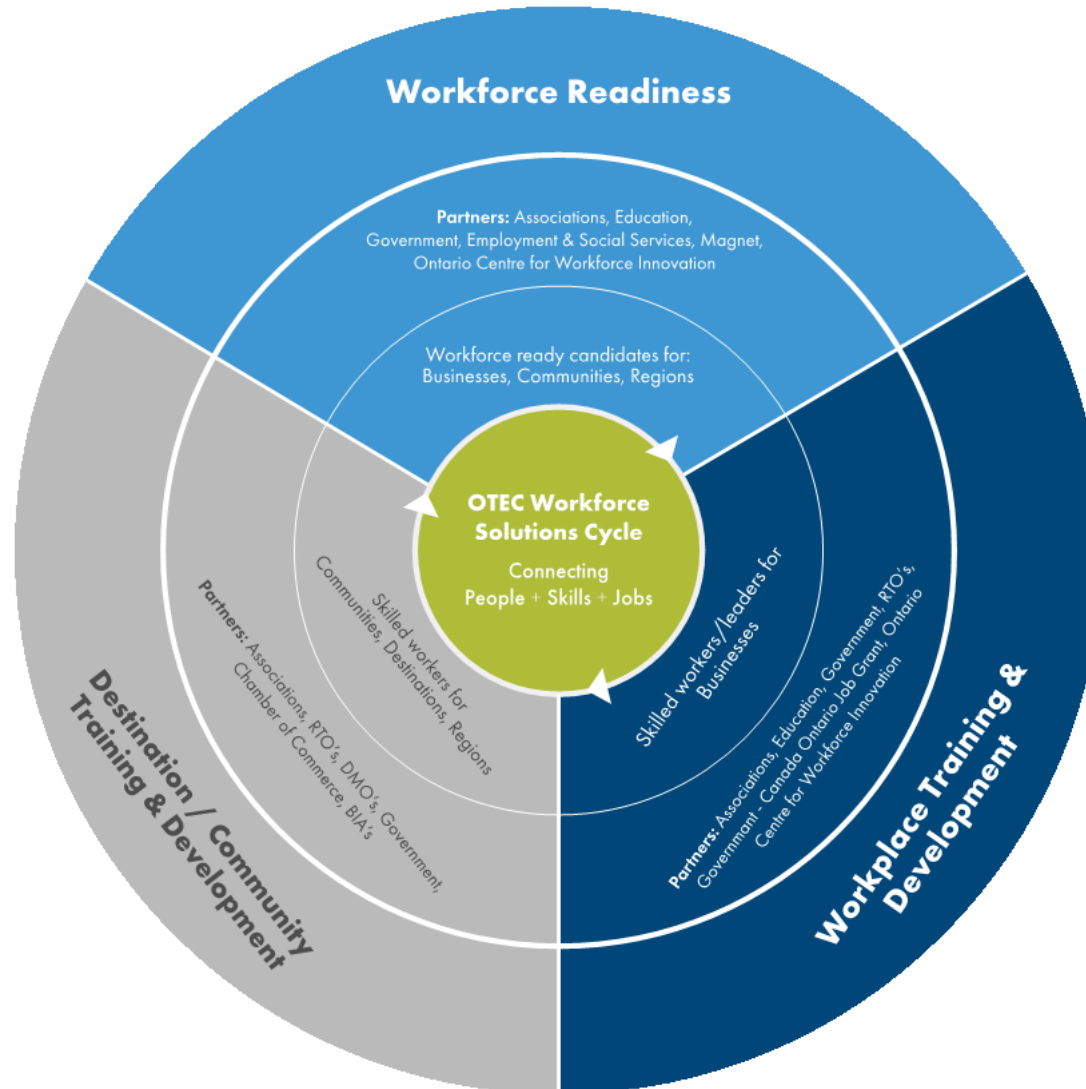 Workforce Readiness
Partners: Associations, Education,
Government, Employment & Social Services, Magnet,
Ontario Centre for Workforce Innovation
Workforce ready candidates for:
Businesses, Communities, Regions
OTEC Workforce
Solutions Cycle
Connecting
People + Skills + Jobs
Skilled workers/leaders for
Businesses
Partners: Associations, Education, Government, RTO's,
Governmant - Canada Ontario Job Grant, Ontario
Centre for Workforce Innovation
Workplace Training &
Development
Skilled workers for
Communities, Destinations, Regions
Partners: Associations, RTO's, DMO's, Government,
Chamber of Commerce, BIA's
Destination / Community
Training & Development